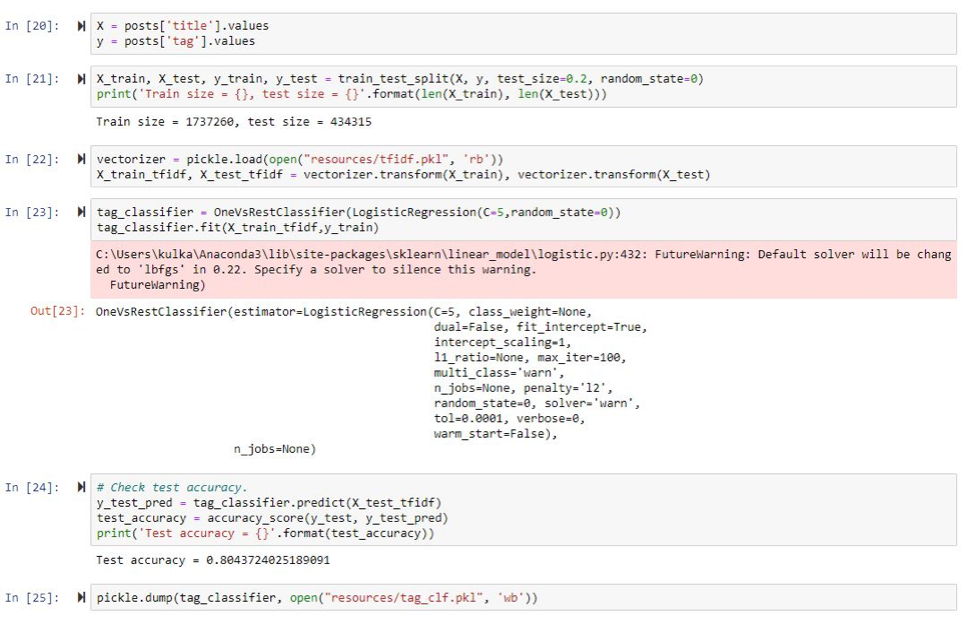 In [20]: X = posts['title'].values
y = posts['tag'].values
In [21]: X_train, X_test, y_train, y_test = train_test_split(X, y, test_size=0.2, random_state=0)
print('Train size = {}, test size = {}'.format(len(X_train), len(X_test)))
Train size = 1737260, test size = 434315
In [22]: vectorizer = pickle.load(open("resources/tfidf.pkl", 'rb'))
X_train_tfidf, X_test_tfidf = vectorizer.transform(X_train), vectorizer.transform(X_test)
In [23]: tag_classifier = OneVsRestClassifier(LogisticRegression(C=5,random_state=0))
tag_classifier.fit(X_train_tfidf,y_train)
C:\Users\kulka\Anaconda3\lib\site-packages\sklearn\linear_model\logistic.py:432: FutureWarning: Default solver will be chang
ed to 'lbfgs' in 0.22. Specify a solver to silence this warning.
FutureWarning)
Out[23]: OneVsRestClassifier(estimator=LogisticRegression(C=5, class_weight=None,
dual=False, fit_intercept=True,
intercept_scaling=1,
l1_ratio=None, max_iter=100,
multi_class='warn',
n_jobs=None, penalty='l2',
random_state=0, solver='warn',
tol=0.0001, verbose=0,
warm_start=False),
n_jobs=None)
In [24]: # Check test accuracy.
y_test_pred = tag_classifier.predict(X_test_tfidf)
test_accuracy = accuracy_score(y_test, y_test_pred)
print('Test accuracy = {}'.format(test_accuracy))
Test accuracy = 0.8043724025189091
In [25]: pickle.dump(tag_classifier, open("resources/tag_clf.pkl", 'wb'))